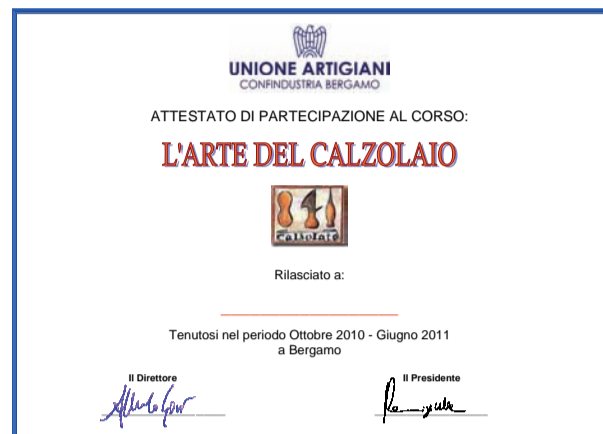 UNIONE ARTIGIANI
CONFINDUSTRIA BERGAMO
ATTESTATO DI PARTECIPAZIONE AL CORSO:
L'ARTE DEL CALZOLAIO
calzolaio
Rilasciato a:
Tenutosi nel periodo Ottobre 2010 - Giugno 2011
a Bergamo
Il Direttore
Il Presidente